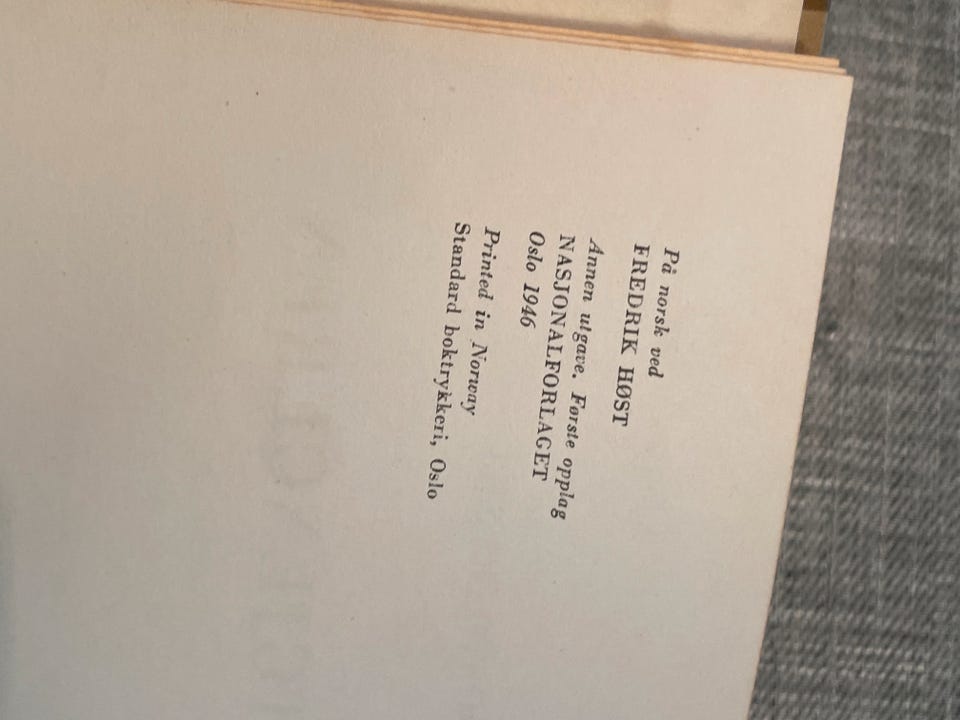 På norsk ved
FREDRIK HØST
Annen utgave. Første opplag
NASJONALFORLAGET
Oslo 1946
Printed in Norway
Standard boktrykkeri, Oslo